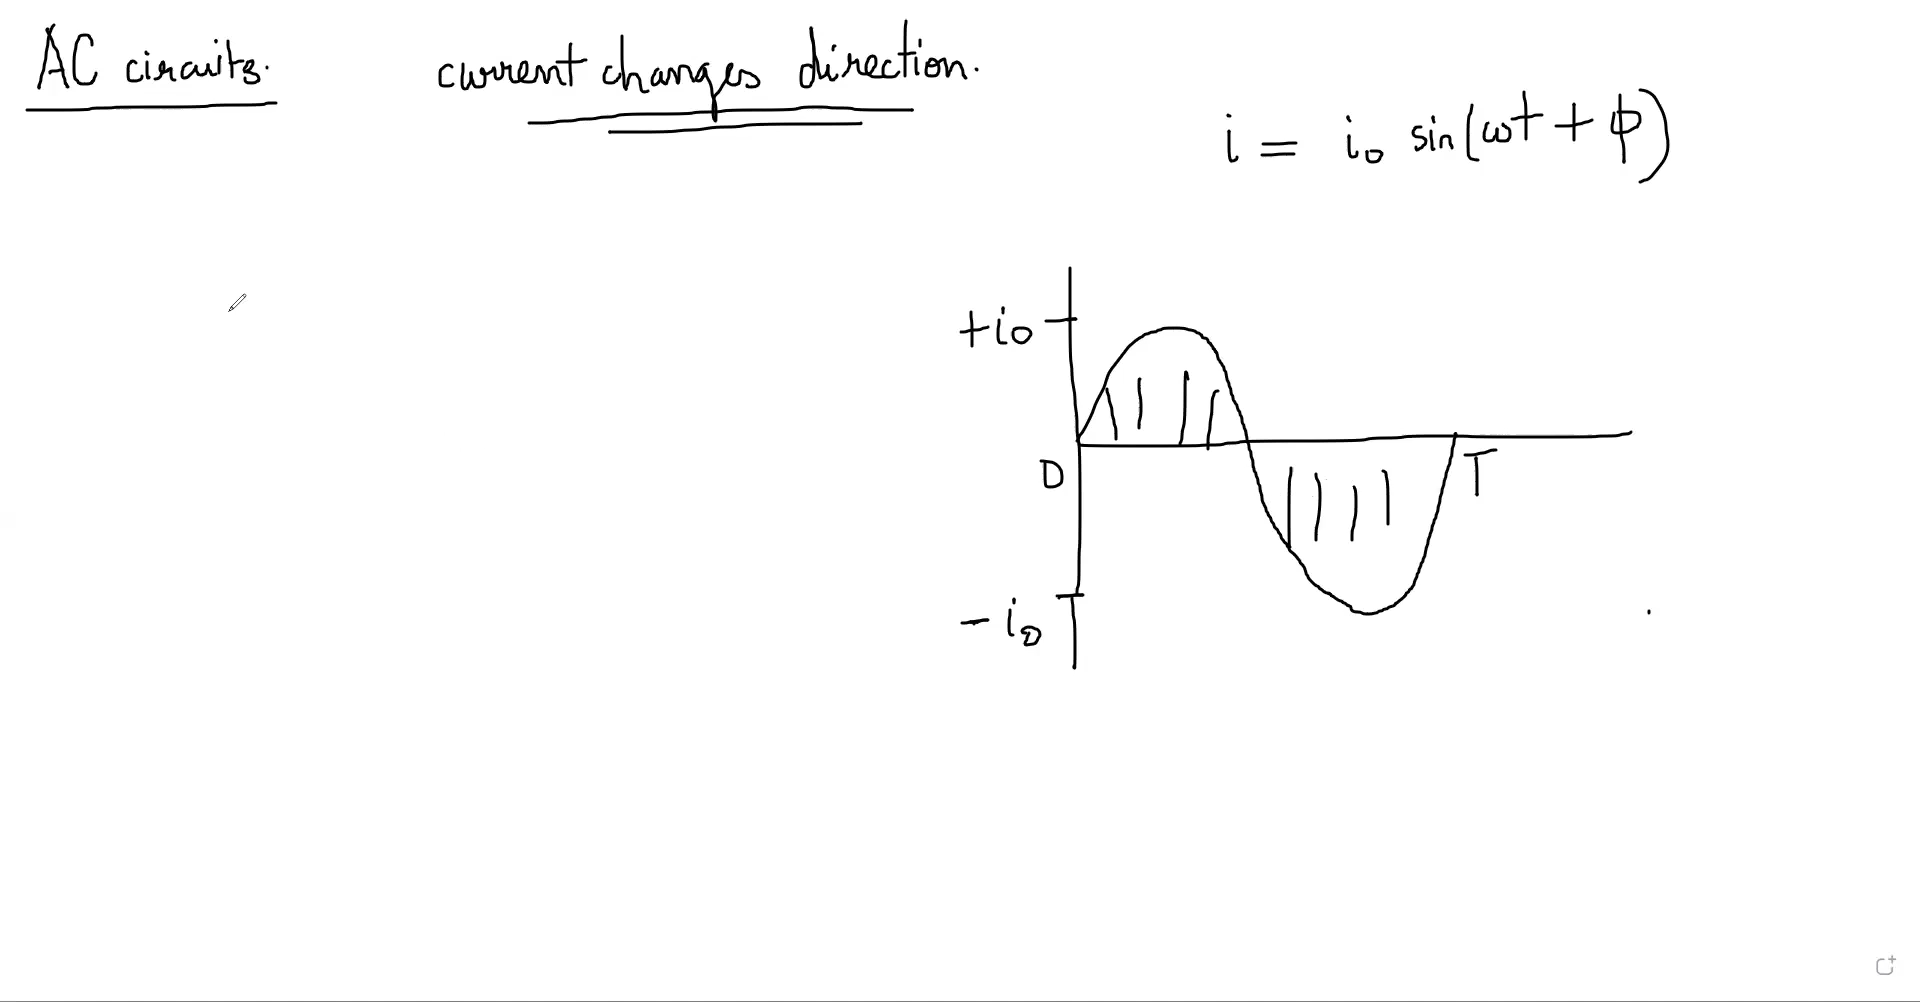 AC circuits.
current changes direction.
i = i₀ sin(ωt + φ)
+i₀
0
T
-i₀